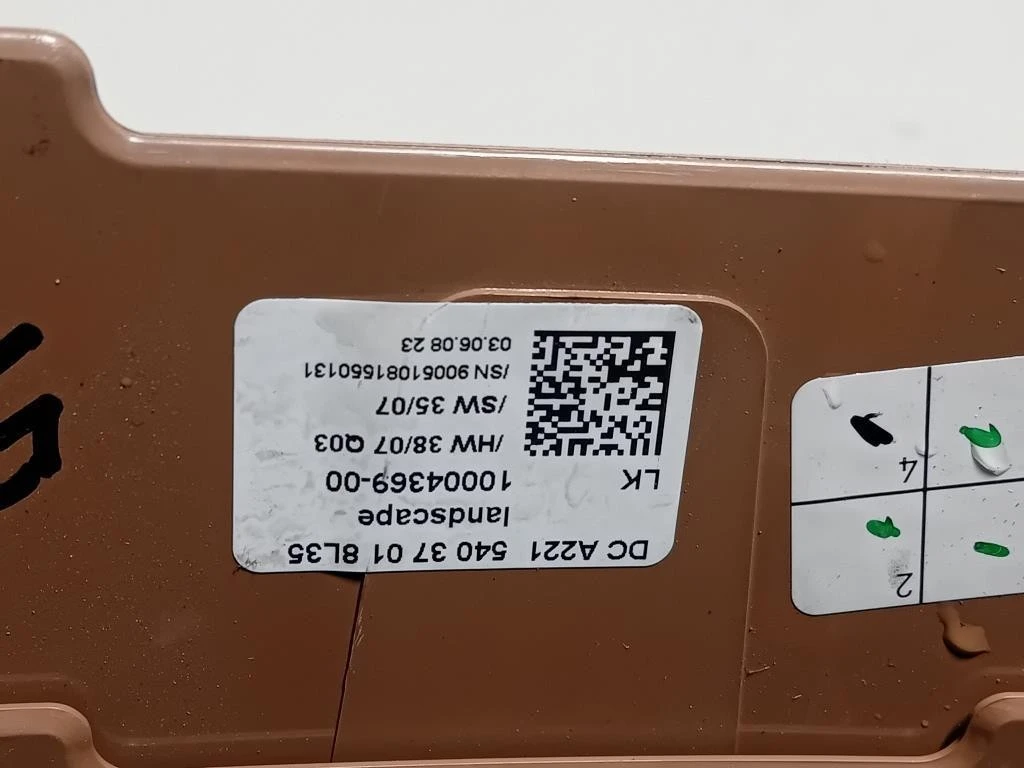 DC A221 540 37 01 8L35
landscape
LK 10004369-00
/HW 38/07 Q03
/SW 35/07
/SN 90051081550131
03.06.08 23
2
4